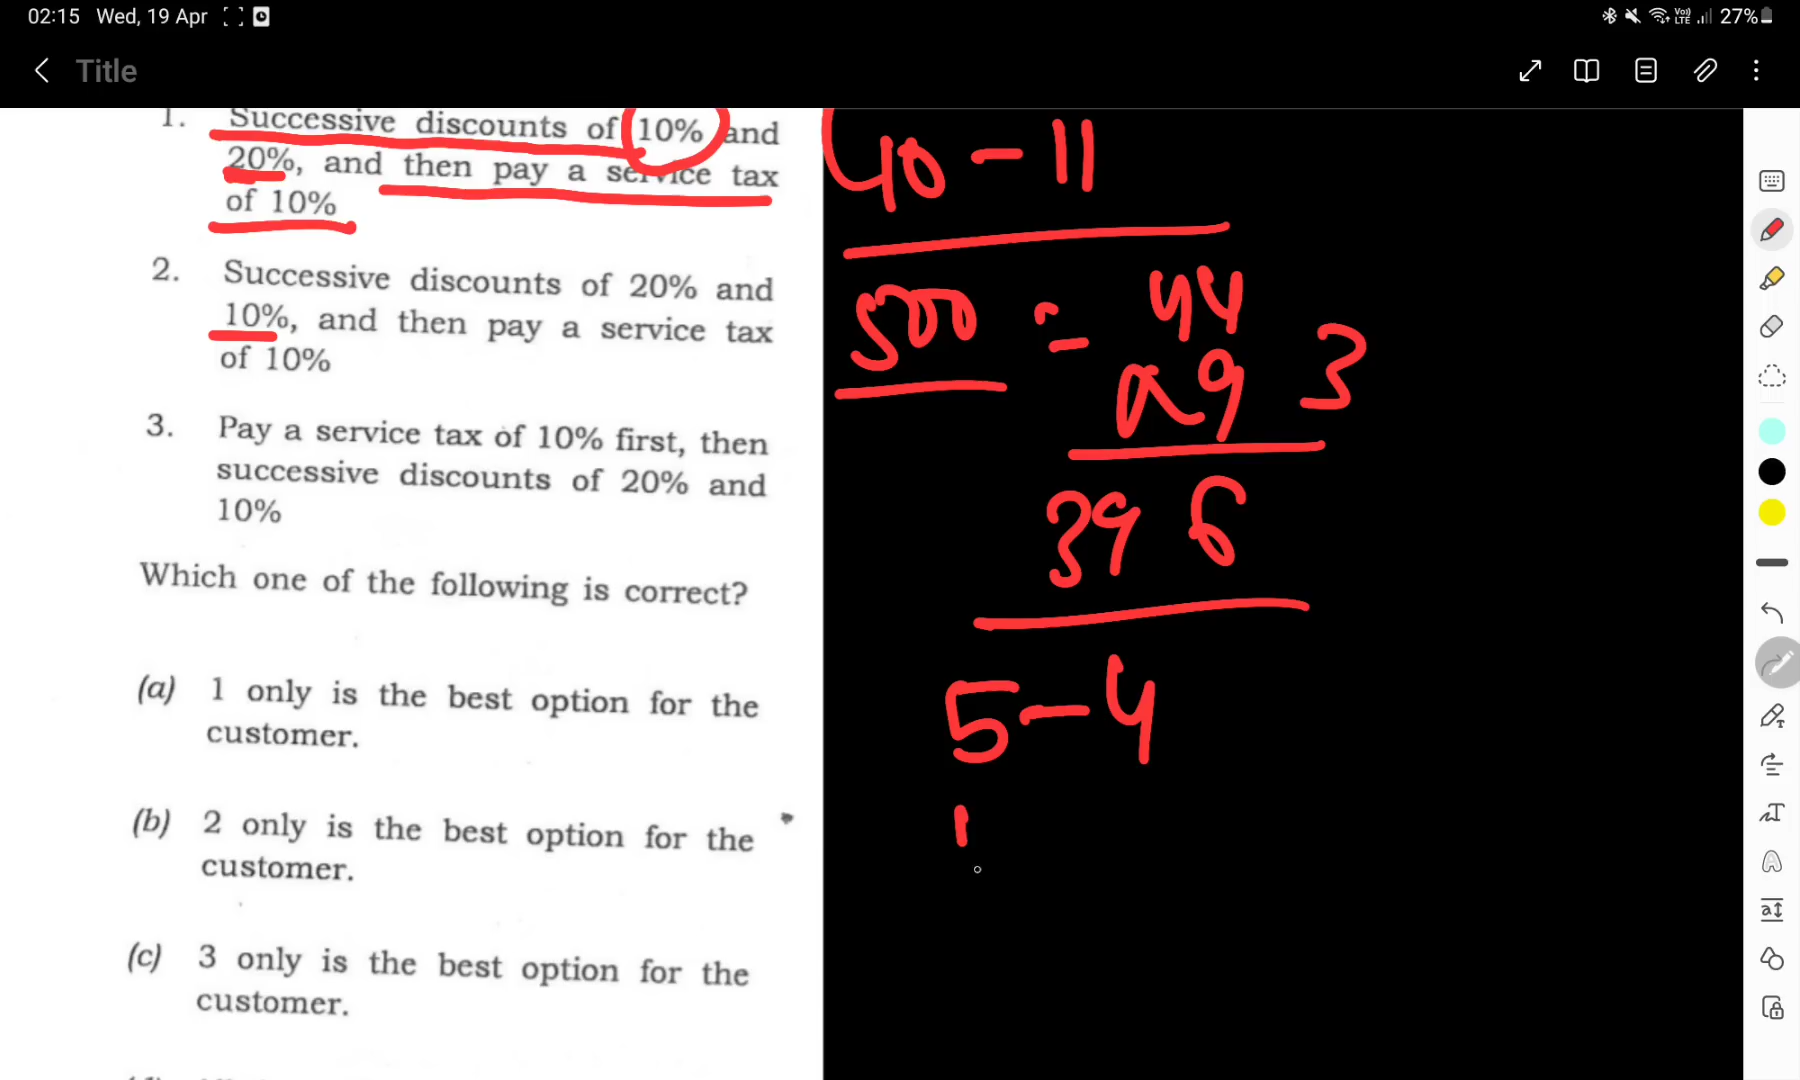 02:15 Wed, 19 Apr
27%
Title
1. Successive discounts of 10% and
20%, and then pay a service tax
of 10%
2. Successive discounts of 20% and
10%, and then pay a service tax
of 10%
3. Pay a service tax of 10% first, then
successive discounts of 20% and
10%
Which one of the following is correct?
(a) 1 only is the best option for the
customer.
(b) 2 only is the best option for the
customer.
(c) 3 only is the best option for the
customer.
40 - 11
500 = 44
9 3
39 6
5 - 4